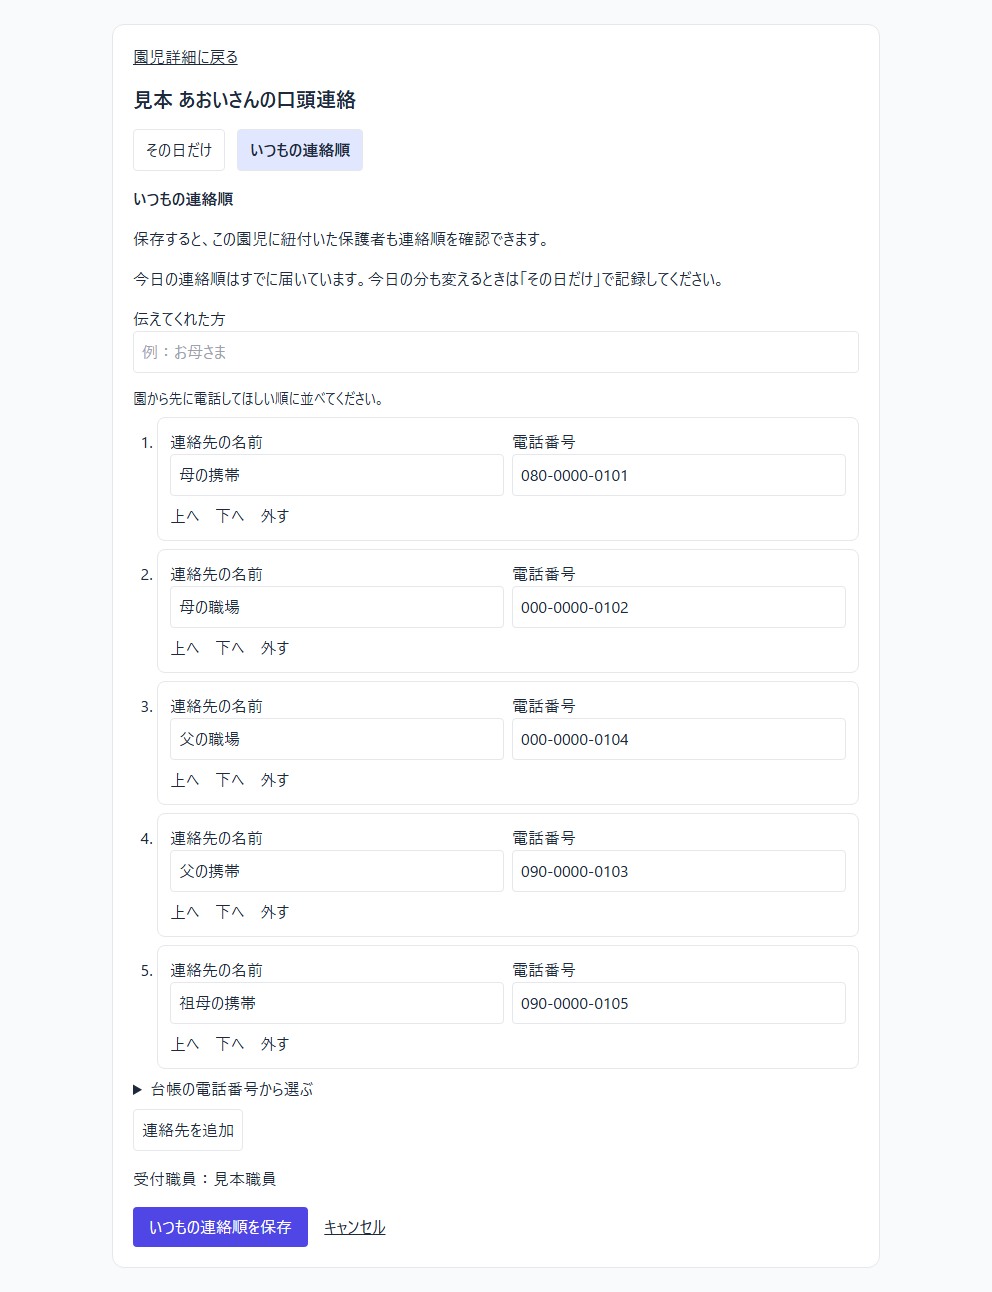 園児詳細に戻る
見本 あおいさんの口頭連絡
その日だけ いつもの連絡順
いつもの連絡順
保存すると、この園児に紐付いた保護者も連絡順を確認できます。
今日の連絡順はすでに届いています。今日の分も変えるときは「その日だけ」で記録してください。
伝えてくれた方
例：お母さま
園から先に電話してほしい順に並べてください。
1. 連絡先の名前 電話番号
母の携帯 080-0000-0101
上へ 下へ 外す
2. 連絡先の名前 電話番号
母の職場 000-0000-0102
上へ 下へ 外す
3. 連絡先の名前 電話番号
父の職場 000-0000-0104
上へ 下へ 外す
4. 連絡先の名前 電話番号
父の携帯 090-0000-0103
上へ 下へ 外す
5. 連絡先の名前 電話番号
祖母の携帯 090-0000-0105
上へ 下へ 外す
▶ 台帳の電話番号から選ぶ
連絡先を追加
受付職員：見本職員
いつもの連絡順を保存 キャンセル